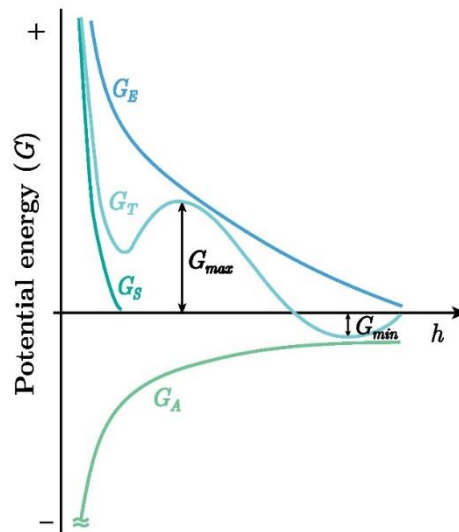 +
Potential energy (G)
G_E
G_T
G_max
G_S
G_min
h
G_A
≈
−